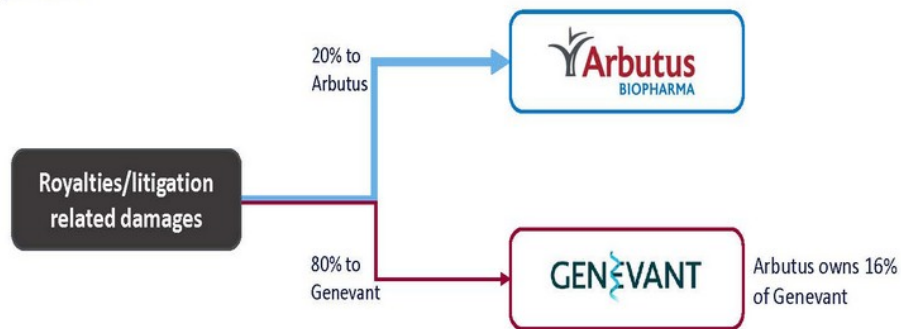 20% to
Arbutus
Arbutus
BIOPHARMA
Royalties/litigation
related damages
80% to
Genevant
GENEVANT
Arbutus owns 16%
of Genevant